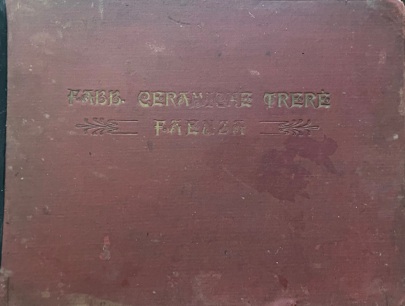 FABB. CERAMICHE TRERÈ
FAENZA